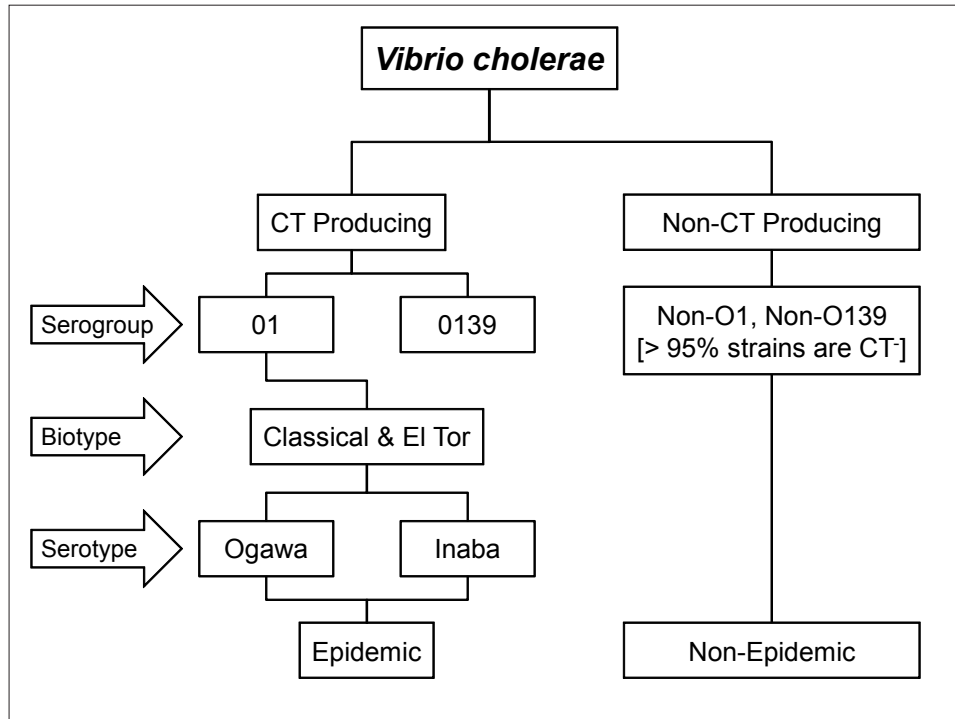 Vibrio cholerae
CT Producing
Non-CT Producing
Serogroup
01
0139
Non-O1, Non-O139
[> 95% strains are CT-]
Biotype
Classical & El Tor
Serotype
Ogawa
Inaba
Epidemic
Non-Epidemic